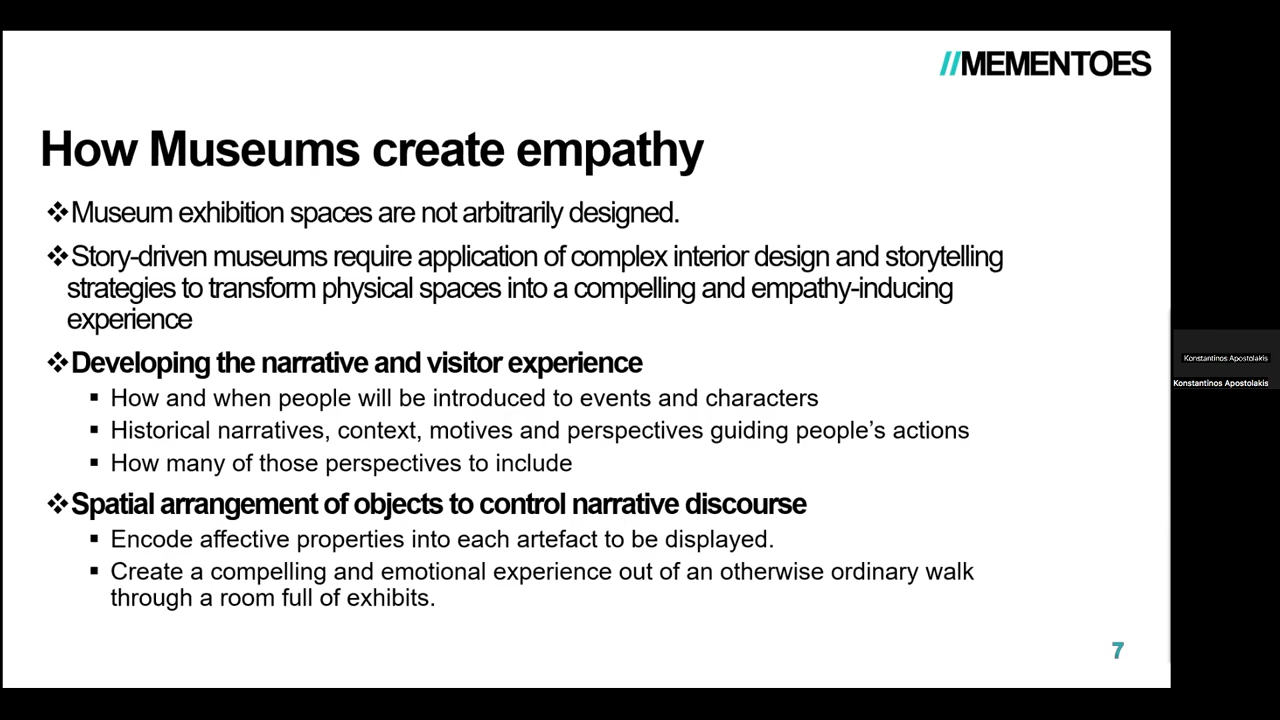 //MEMENTOES
How Museums create empathy
❖Museum exhibition spaces are not arbitrarily designed.
❖Story-driven museums require application of complex interior design and storytelling
strategies to transform physical spaces into a compelling and empathy-inducing
experience
❖Developing the narrative and visitor experience
▪ How and when people will be introduced to events and characters
▪ Historical narratives, context, motives and perspectives guiding people’s actions
▪ How many of those perspectives to include
❖Spatial arrangement of objects to control narrative discourse
▪ Encode affective properties into each artefact to be displayed.
▪ Create a compelling and emotional experience out of an otherwise ordinary walk
through a room full of exhibits.
7
Konstantinos Apostolakis
Konstantinos Apostolakis